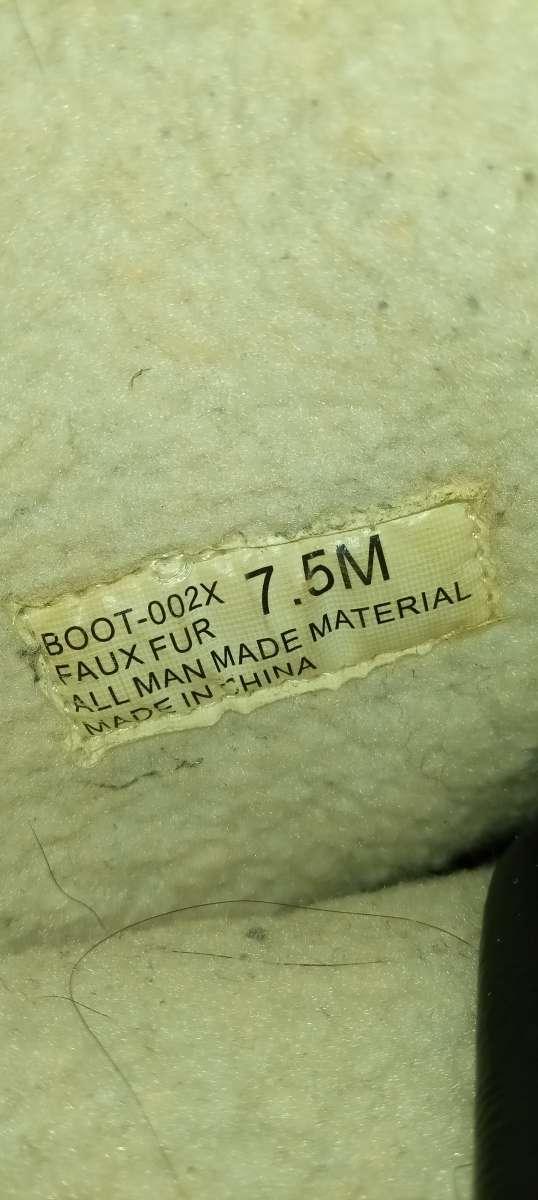 BOOT-002X 7.5M
FAUX FUR
ALL MAN MADE MATERIAL
MADE IN CHINA